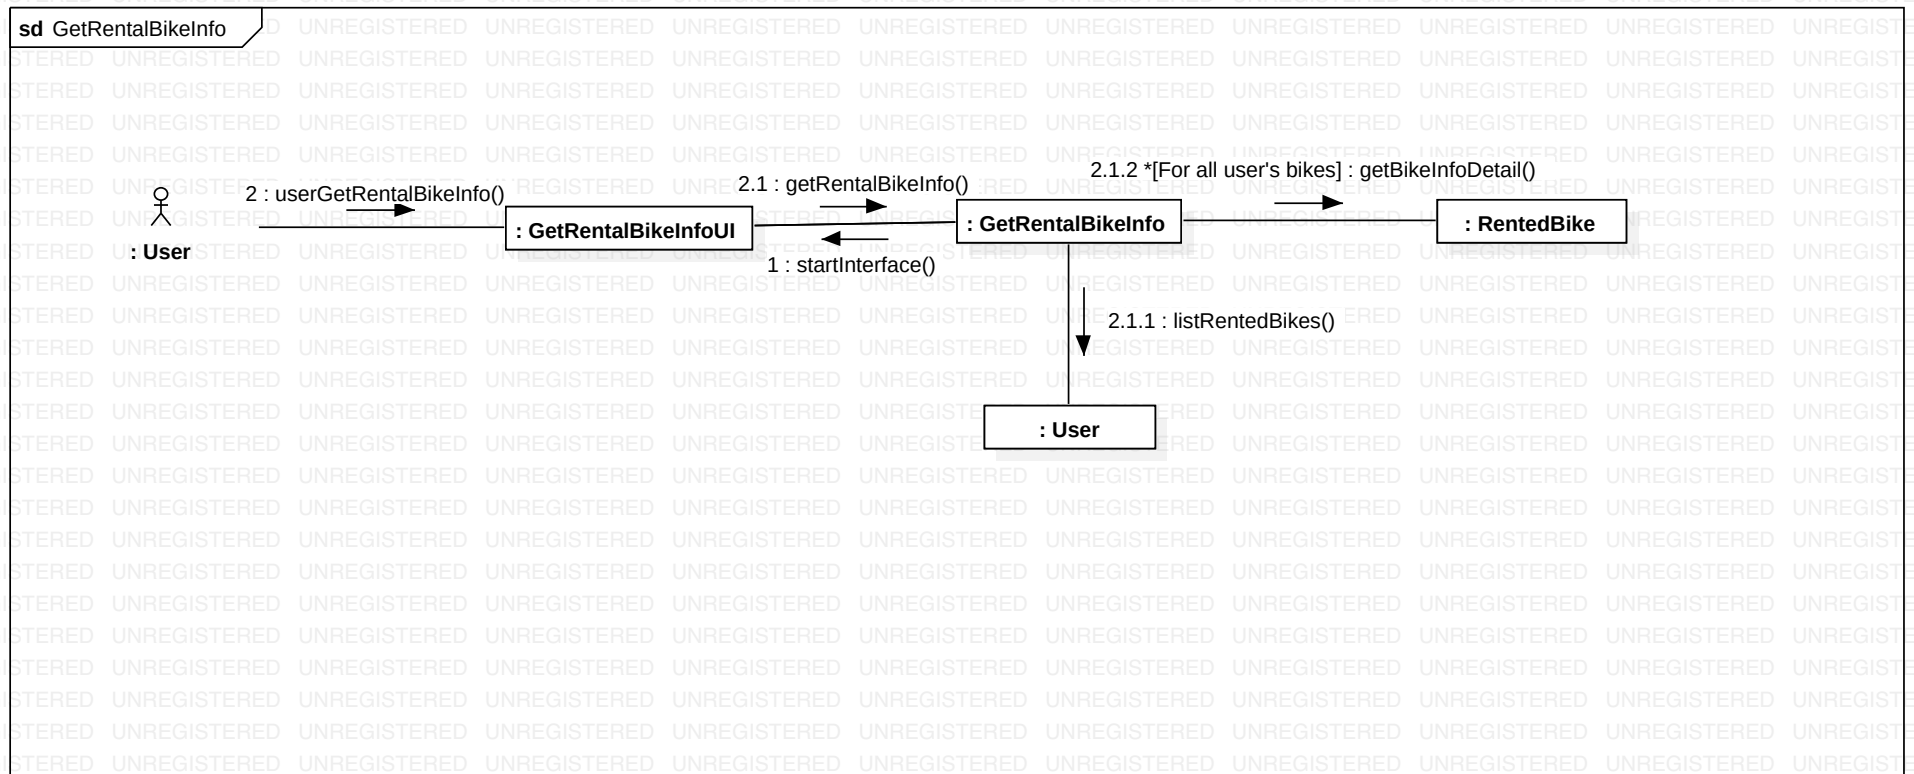 sd GetRentalBikeInfo
2.1.2 *[For all user's bikes] : getBikeInfoDetail()
2 : userGetRentalBikeInfo()
2.1 : getRentalBikeInfo()
: User
: GetRentalBikeInfoUI
: GetRentalBikeInfo
: RentedBike
1 : startInterface()
2.1.1 : listRentedBikes()
: User
UNREGISTERED